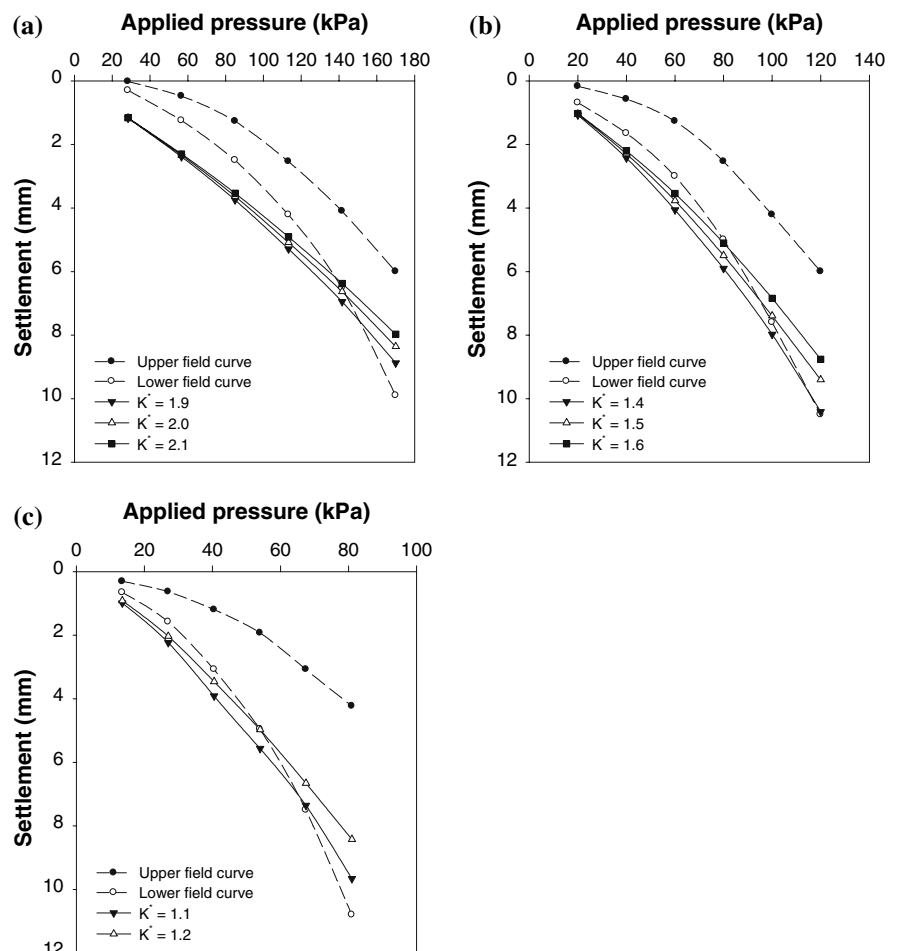 (a)
Applied pressure (kPa)
0 20 40 60 80 100 120 140 160 180
0
2
4
6
8
10
12
Settlement (mm)
Upper field curve
Lower field curve
K* = 1.9
K* = 2.0
K* = 2.1
(b)
Applied pressure (kPa)
0 20 40 60 80 100 120 140
0
2
4
6
8
10
12
Settlement (mm)
Upper field curve
Lower field curve
K* = 1.4
K* = 1.5
K* = 1.6
(c)
Applied pressure (kPa)
0 20 40 60 80 100
0
2
4
6
8
10
12
Settlement (mm)
Upper field curve
Lower field curve
K* = 1.1
K* = 1.2